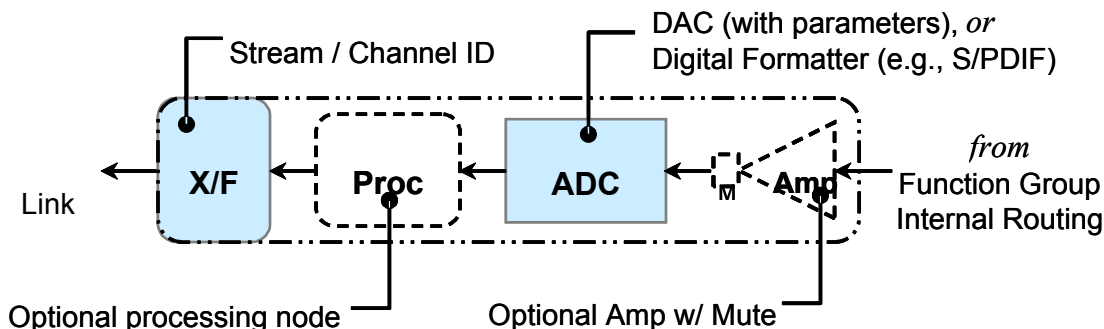 DAC (with parameters), or
Stream / Channel ID
Digital Formatter (e.g., S/PDIF)
Link
X/F
Proc
ADC
M
Amp
from
Function Group
Internal Routing
Optional processing node
Optional Amp w/ Mute